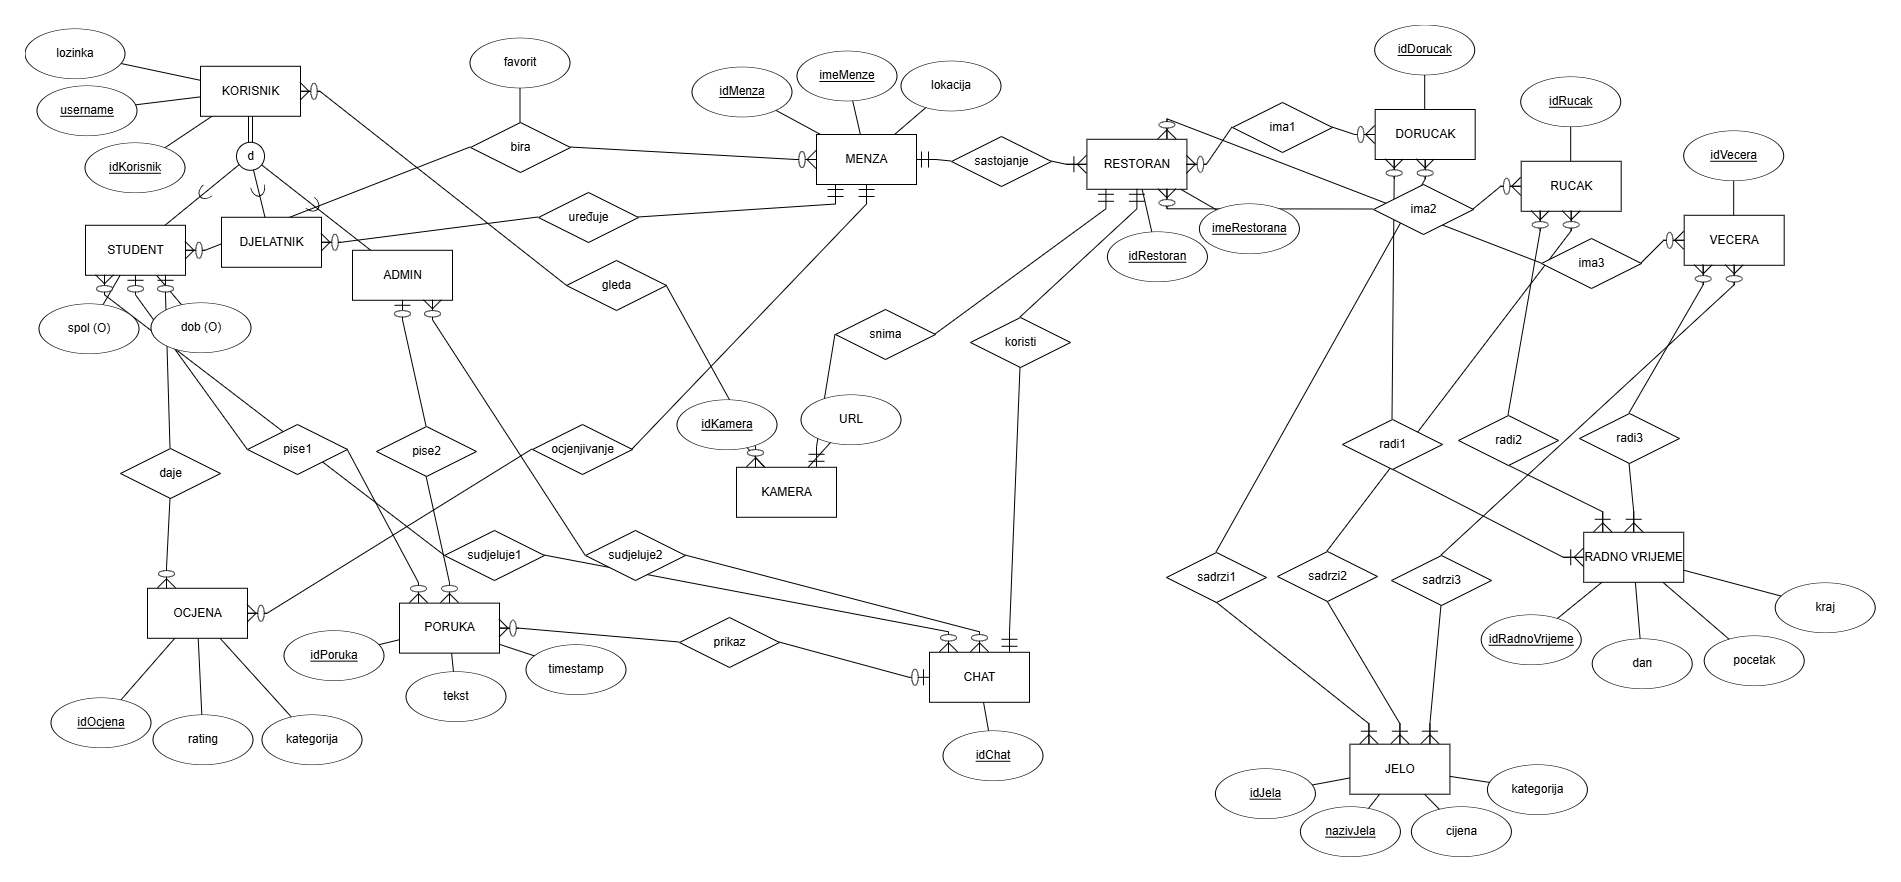 lozinka
username
idKorisnik
KORISNIK
d
favorit
bira
idMenza
imeMenze
lokacija
MENZA
sastojanje
RESTORAN
ima1
idDorucak
DORUCAK
idRucak
RUCAK
idVecera
VECERA
ima2
ima3
imeRestorana
idRestoran
STUDENT
DJELATNIK
ADMIN
uređuje
gleda
spol (O)
dob (O)
snima
koristi
idKamera
URL
KAMERA
daje
pise1
pise2
ocjenjivanje
sudjeluje1
sudjeluje2
radi1
radi2
radi3
sadrzi1
sadrzi2
sadrzi3
RADNO VRIJEME
idRadnoVrijeme
dan
pocetak
kraj
OCJENA
idOcjena
rating
kategorija
PORUKA
idPoruka
tekst
timestamp
prikaz
CHAT
idChat
JELO
idJela
nazivJela
cijena
kategorija